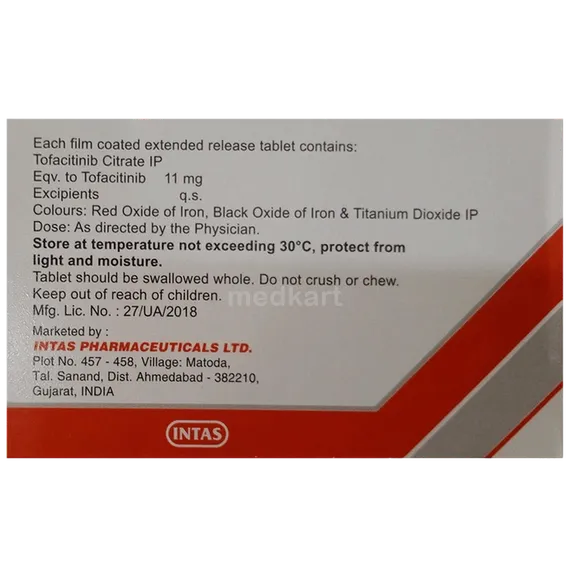 Each film coated extended release tablet contains:
Tofacitinib Citrate IP
Eqv. to Tofacitinib 11 mg
Excipients q.s.
Colours: Red Oxide of Iron, Black Oxide of Iron & Titanium Dioxide IP
Dose: As directed by the Physician.
Store at temperature not exceeding 30°C, protect from
light and moisture.
Tablet should be swallowed whole. Do not crush or chew.
Keep out of reach of children.
medkart
Mfg. Lic. No. : 27/UA/2018
Marketed by :
INTAS PHARMACEUTICALS LTD.
Plot No. 457 - 458, Village: Matoda,
Tal. Sanand, Dist. Ahmedabad - 382210,
Gujarat, INDIA
INTAS